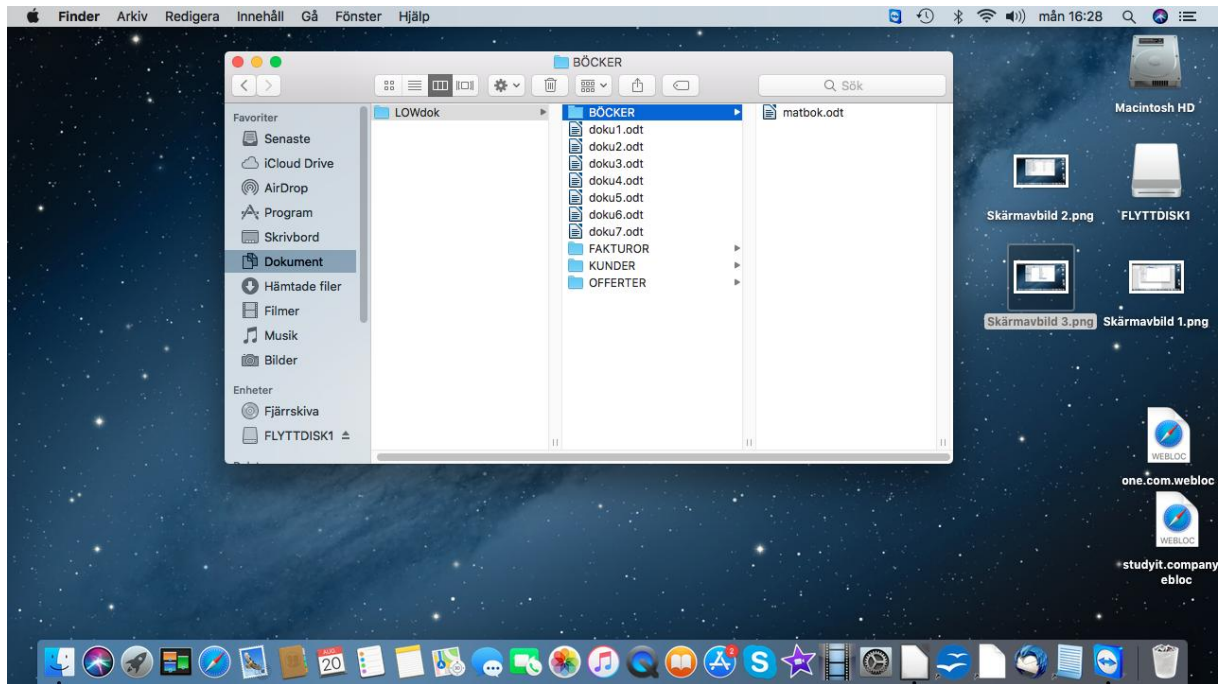 Finder Arkiv Redigera Innehåll Gå Fönster Hjälp mån 16:28
BÖCKER
Sök
Favoriter
Senaste
iCloud Drive
AirDrop
Program
Skrivbord
Dokument
Hämtade filer
Filmer
Musik
Bilder
Enheter
Fjärrskiva
FLYTTDISK1
LOWdok
BÖCKER
doku1.odt
doku2.odt
doku3.odt
doku4.odt
doku5.odt
doku6.odt
doku7.odt
FAKTUROR
KUNDER
OFFERTER
matbok.odt
Macintosh HD
Skärmavbild 2.png
FLYTTDISK1
Skärmavbild 3.png
Skärmavbild 1.png
WEBLOC
one.com.webloc
WEBLOC
studyit.company
ebloc
AUG
20
2
S